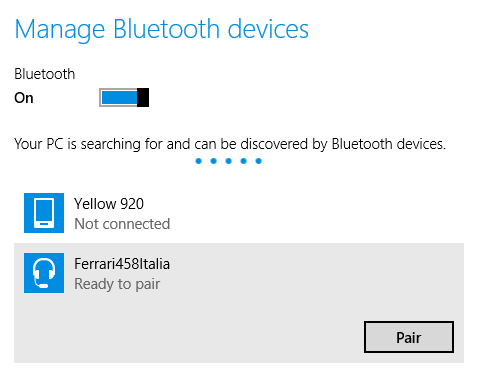 Manage Bluetooth devices
Bluetooth
On
Your PC is searching for and can be discovered by Bluetooth devices.
Yellow 920
Not connected
Ferrari458Italia
Ready to pair
Pair